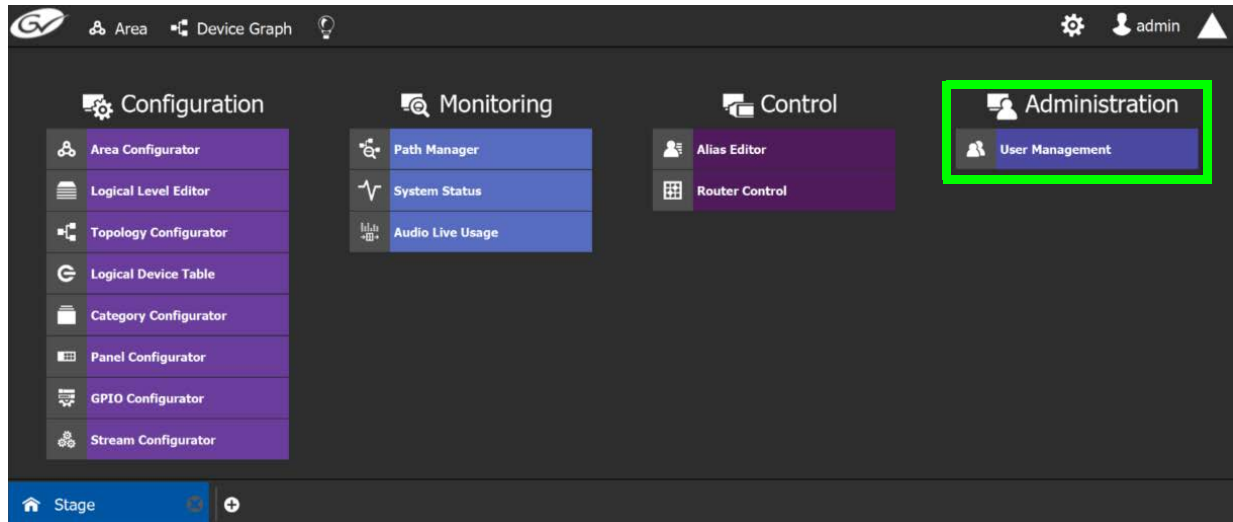 GV Area Device Graph admin
Configuration
Area Configurator
Logical Level Editor
Topology Configurator
Logical Device Table
Category Configurator
Panel Configurator
GPIO Configurator
Stream Configurator
Monitoring
Path Manager
System Status
Audio Live Usage
Control
Alias Editor
Router Control
Administration
User Management
Stage